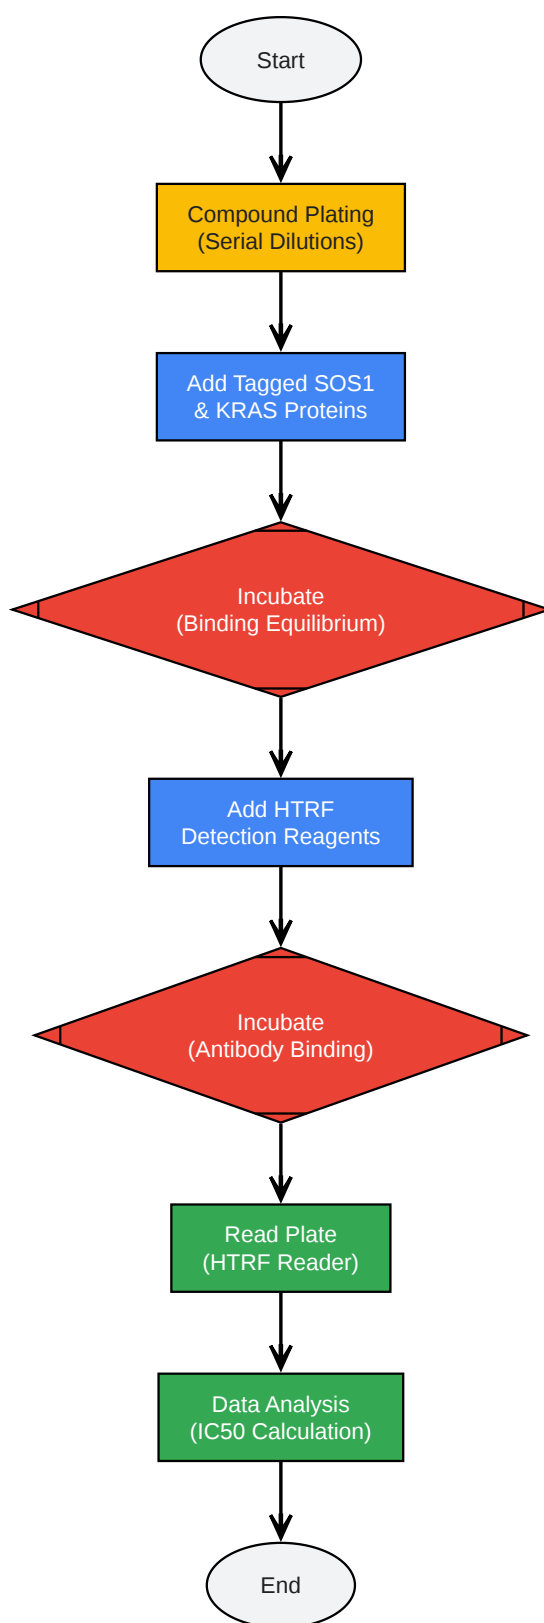 Start
Compound Plating
(Serial Dilutions)
Add Tagged SOS1
& KRAS Proteins
Incubate
(Binding Equilibrium)
Add HTRF
Detection Reagents
Incubate
(Antibody Binding)
Read Plate
(HTRF Reader)
Data Analysis
(IC50 Calculation)
End